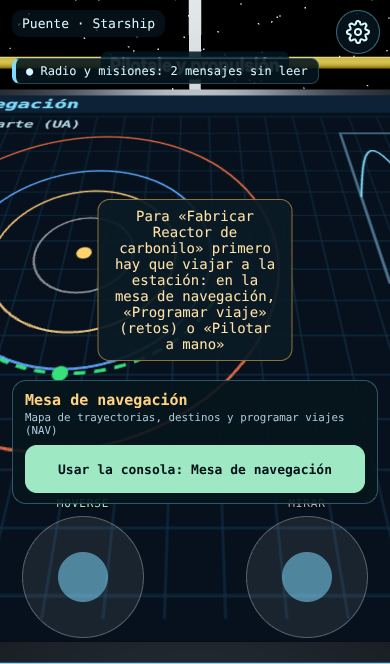 Puente · Starship
Pilotaje y propulsión
● Radio y misiones: 2 mensajes sin leer
egación
arte (UA)
Para «Fabricar
Reactor de
carbonilo» primero
hay que viajar a la
estación: en la
mesa de navegación,
«Programar viaje»
(retos) o «Pilotar
a mano»
Mesa de navegación
Mapa de trayectorias, destinos y programar viajes
(NAV)
Usar la consola: Mesa de navegación
MOVERSE
MIRAR